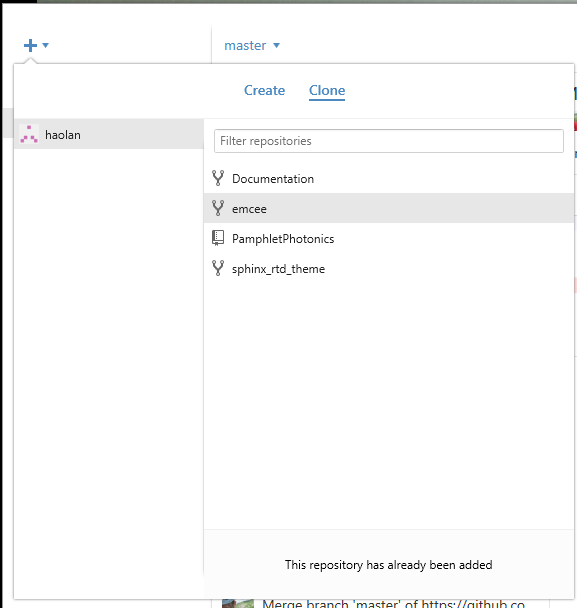 master
Create
Clone
haolan
Filter repositories
Documentation
emcee
PamphletPhotonics
sphinx_rtd_theme
This repository has already been added
Merge branch 'master' of https://github.co